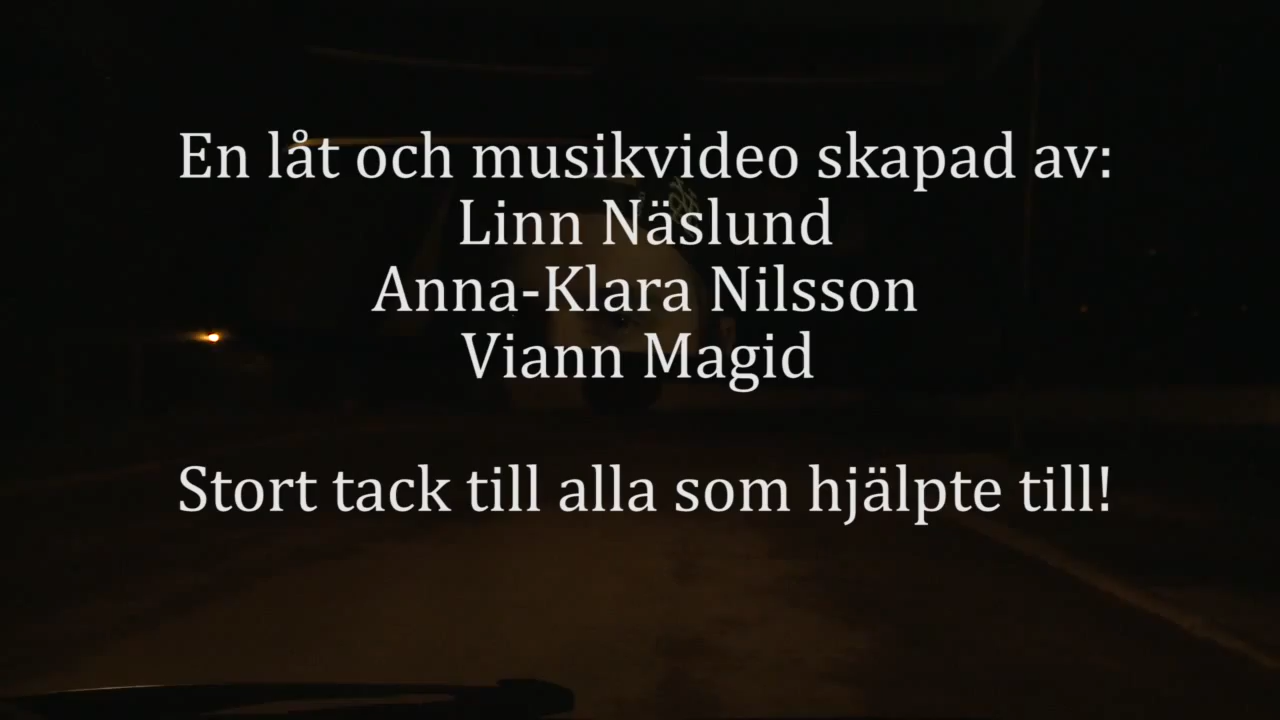 En låt och musikvideo skapad av:
Linn Näslund
Anna-Klara Nilsson
Viann Magid
Stort tack till alla som hjälpte till!